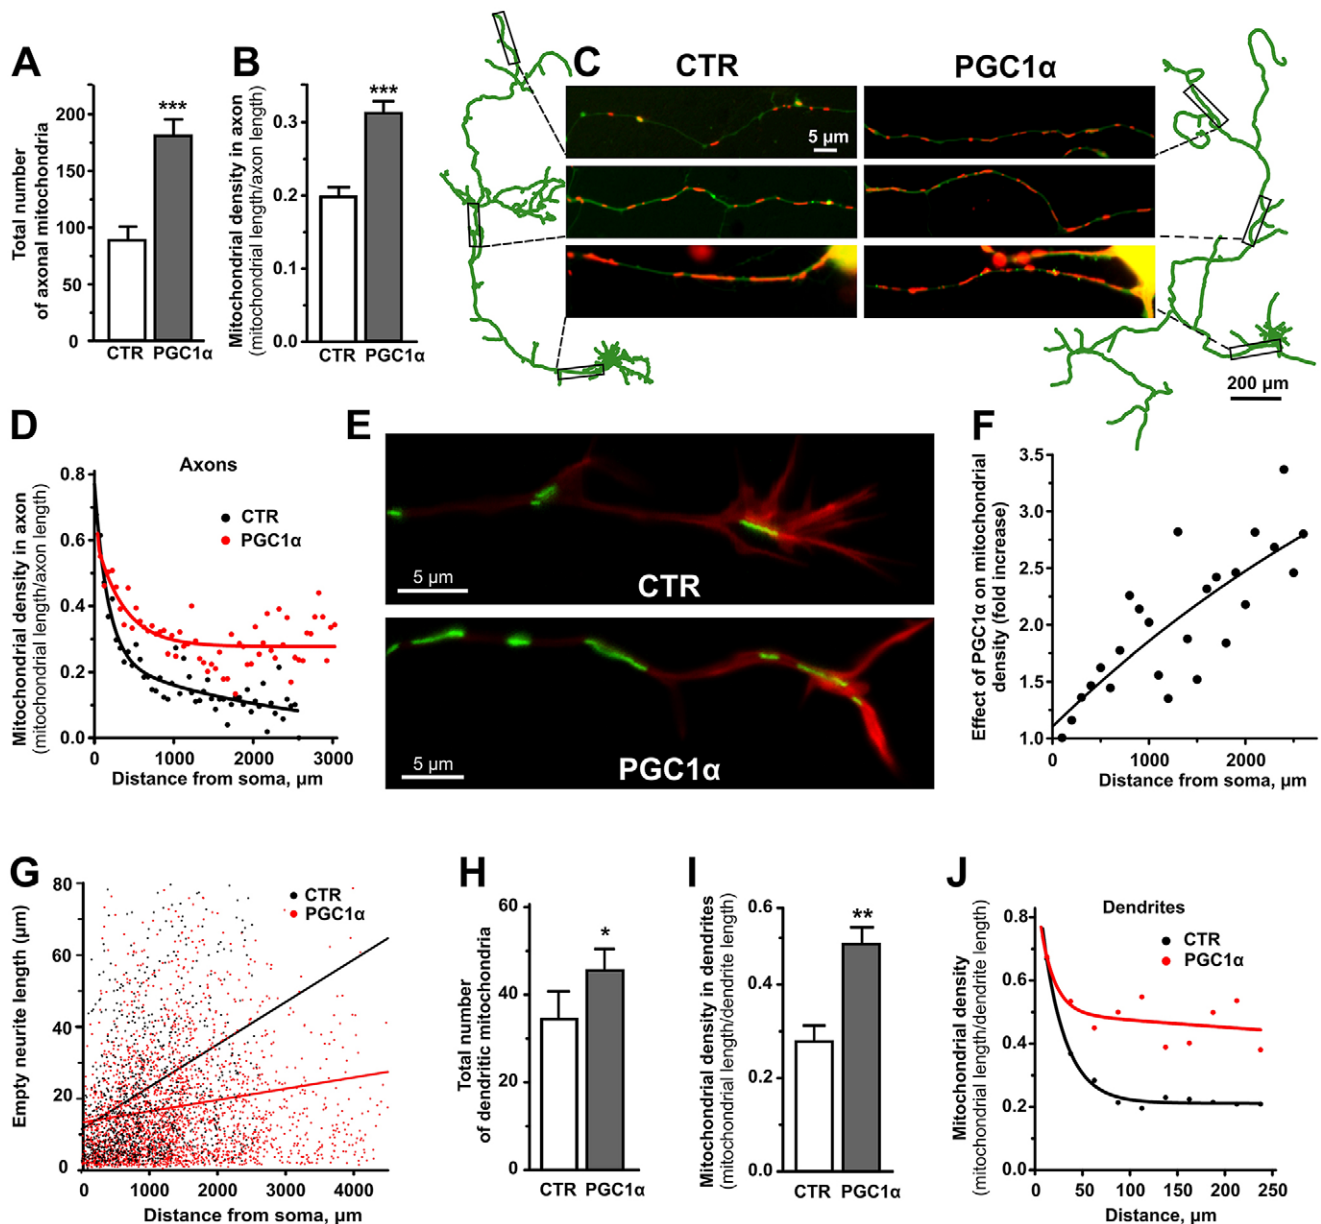 A
Total number
of axonal mitochondria
200
150
100
50
0
***
CTR PGC1α
B
Mitochondrial density in axon
(mitochondrial length/axon length)
0.3
0.2
0.1
0.0
***
CTR PGC1α
C
CTR
PGC1α
5 µm
200 µm
D
Axons
Mitochondrial density in axon
(mitochondrial length/axon length)
0.8
0.6
0.4
0.2
0.0
CTR
PGC1α
0 1000 2000 3000
Distance from soma, µm
E
5 µm
CTR
5 µm
PGC1α
F
Effect of PGC1α on mitochondrial
density (fold increase)
3.5
3.0
2.5
2.0
1.5
1.0
0 1000 2000
Distance from soma, µm
G
Empty neurite length (µm)
80
60
40
20
0
CTR
PGC1α
0 1000 2000 3000 4000
Distance from soma, µm
H
Total number
of dendritic mitochondria
60
40
20
0
*
CTR PGC1α
I
Mitochondrial density in dendrites
(mitochondrial length/dendrite length)
0.6
0.4
0.2
0.0
**
CTR PGC1α
J
Dendrites
Mitochondrial density
(mitochondrial length/dendrite length)
0.8
0.6
0.4
0.2
0.0
CTR
PGC1α
0 50 100 150 200 250
Distance, µm